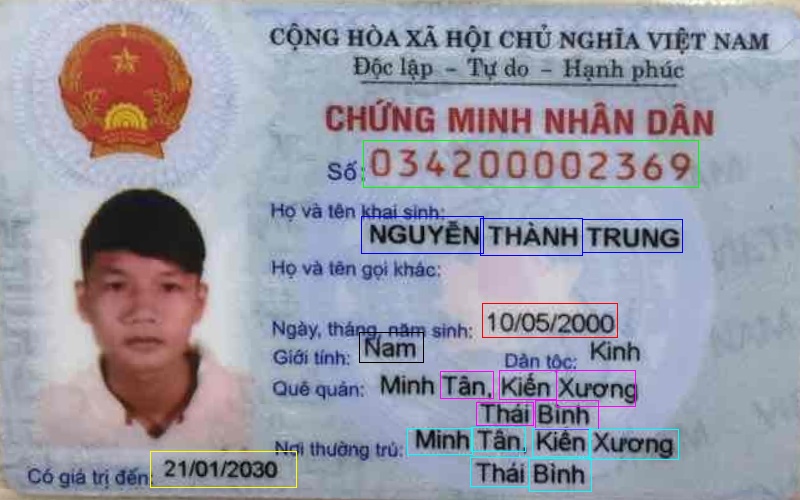 CỘNG HÒA XÃ HỘI CHỦ NGHĨA VIỆT NAM
Độc lập - Tự do - Hạnh phúc
CHỨNG MINH NHÂN DÂN
Số: 034200002369
Họ và tên khai sinh:
NGUYỄN THÀNH TRUNG
Họ và tên gọi khác:
Ngày, tháng, năm sinh: 10/05/2000
Giới tính: Nam Dân tộc: Kinh
Quê quán: Minh Tân, Kiến Xương
Thái Bình
Nơi thường trú: Minh Tân, Kiến Xương
Thái Bình
Có giá trị đến: 21/01/2030